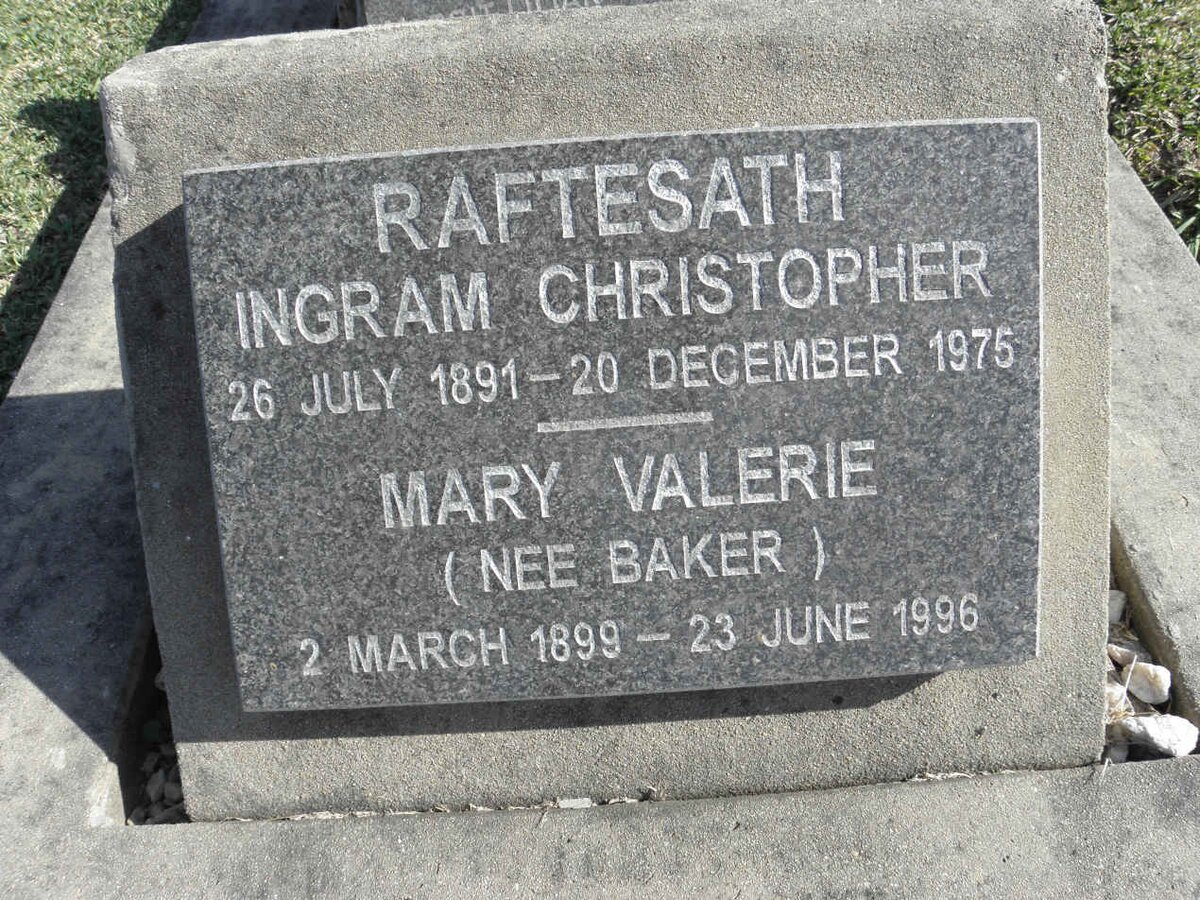 RAFTESATH
INGRAM CHRISTOPHER
26 JULY 1891 – 20 DECEMBER 1975
MARY VALERIE
( NEE BAKER )
2 MARCH 1899 – 23 JUNE 1996